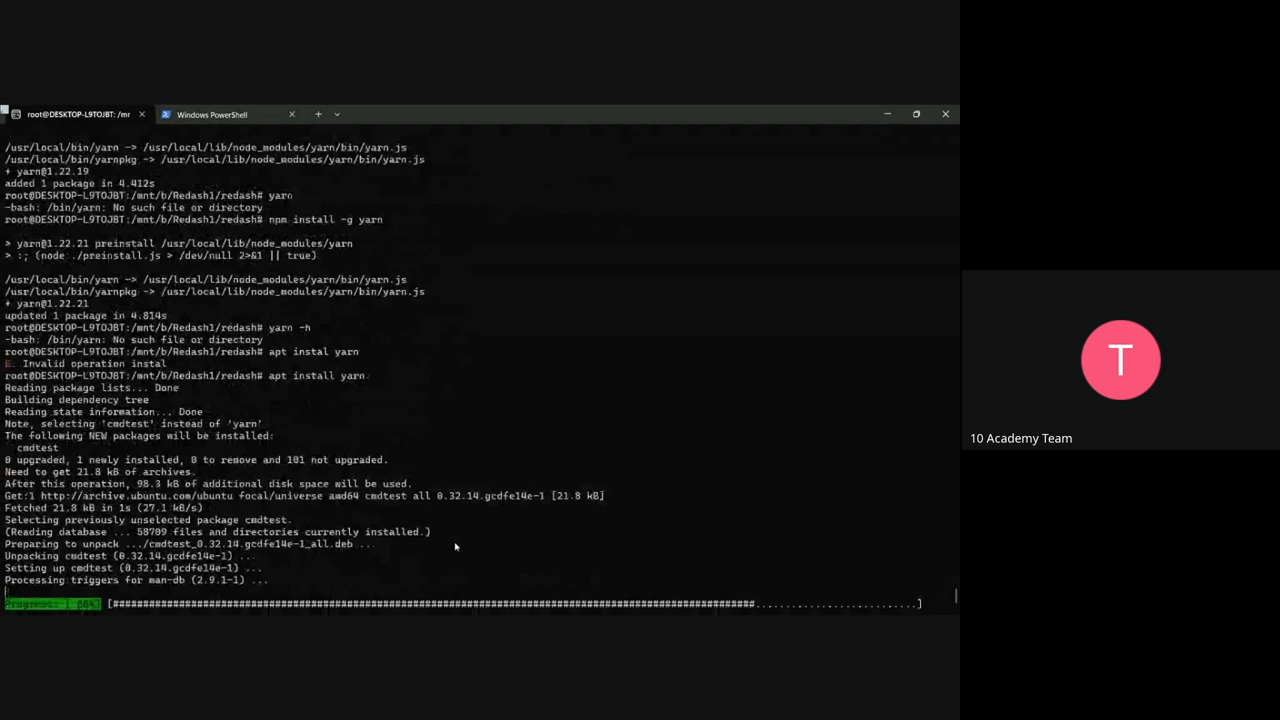 root@DESKTOP-L9TOJBT: /mr
Windows PowerShell
/usr/local/bin/yarn -> /usr/local/lib/node_modules/yarn/bin/yarn.js
/usr/local/bin/yarnpkg -> /usr/local/lib/node_modules/yarn/bin/yarn.js
+ yarn@1.22.19
added 1 package in 4.412s
root@DESKTOP-L9TOJBT:/mnt/b/Redash1/redash# yarn
-bash: /bin/yarn: No such file or directory
root@DESKTOP-L9TOJBT:/mnt/b/Redash1/redash# npm install -g yarn
> yarn@1.22.21 preinstall /usr/local/lib/node_modules/yarn
> :; (node ./preinstall.js > /dev/null 2>&1 || true)
/usr/local/bin/yarn -> /usr/local/lib/node_modules/yarn/bin/yarn.js
/usr/local/bin/yarnpkg -> /usr/local/lib/node_modules/yarn/bin/yarn.js
+ yarn@1.22.21
updated 1 package in 4.814s
root@DESKTOP-L9TOJBT:/mnt/b/Redash1/redash# yarn -h
-bash: /bin/yarn: No such file or directory
root@DESKTOP-L9TOJBT:/mnt/b/Redash1/redash# apt instal yarn
E: Invalid operation instal
root@DESKTOP-L9TOJBT:/mnt/b/Redash1/redash# apt install yarn
Reading package lists... Done
Building dependency tree
Reading state information... Done
Note, selecting 'cmdtest' instead of 'yarn'
The following NEW packages will be installed:
cmdtest
0 upgraded, 1 newly installed, 0 to remove and 101 not upgraded.
Need to get 21.8 kB of archives.
After this operation, 98.3 kB of additional disk space will be used.
Get:1 http://archive.ubuntu.com/ubuntu focal/universe amd64 cmdtest all 0.32.14.gcdfe14e-1 [21.8 kB]
Fetched 21.8 kB in 1s (27.1 kB/s)
Selecting previously unselected package cmdtest.
(Reading database ... 58709 files and directories currently installed.)
Preparing to unpack .../cmdtest_0.32.14.gcdfe14e-1_all.deb ...
Unpacking cmdtest (0.32.14.gcdfe14e-1) ...
Setting up cmdtest (0.32.14.gcdfe14e-1) ...
Processing triggers for man-db (2.9.1-1) ...
Progress: [
T
10 Academy Team